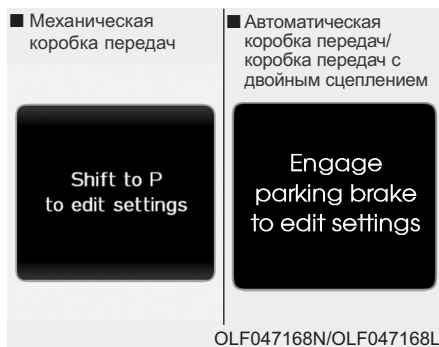 ■ Механическая
коробка передач
Shift to P
to edit settings
■ Автоматическая
коробка передач/
коробка передач с
двойным сцеплением
Engage
parking brake
to edit settings
OLF047168N/OLF047168L